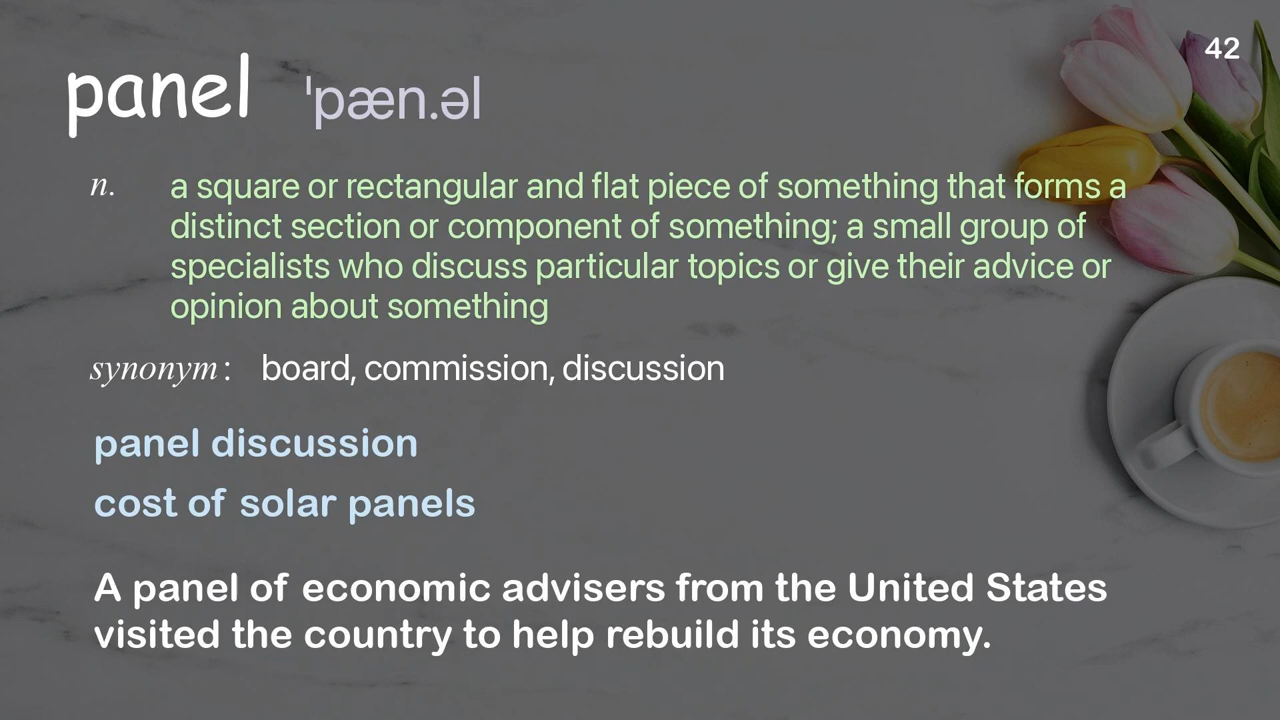 42
panel ˈpæn.əl
n. a square or rectangular and flat piece of something that forms a
distinct section or component of something; a small group of
specialists who discuss particular topics or give their advice or
opinion about something
synonym: board, commission, discussion
panel discussion
cost of solar panels
A panel of economic advisers from the United States
visited the country to help rebuild its economy.